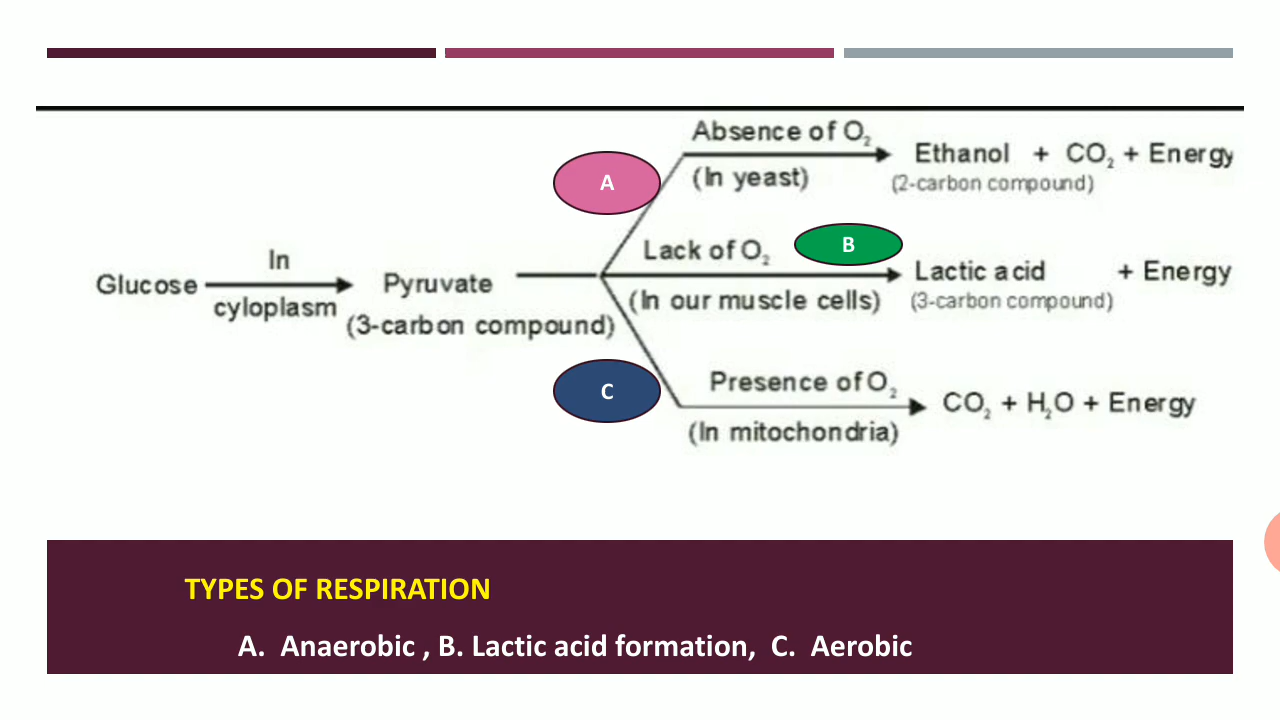 Absence of O₂
(In yeast)
Ethanol + CO₂ + Energy
(2-carbon compound)
A
Lack of O₂
B
(In our muscle cells)
Lactic acid + Energy
(3-carbon compound)
Glucose
In
cyloplasm
Pyruvate
(3-carbon compound)
C
Presence of O₂
(In mitochondria)
CO₂ + H₂O + Energy
TYPES OF RESPIRATION
A. Anaerobic , B. Lactic acid formation, C. Aerobic